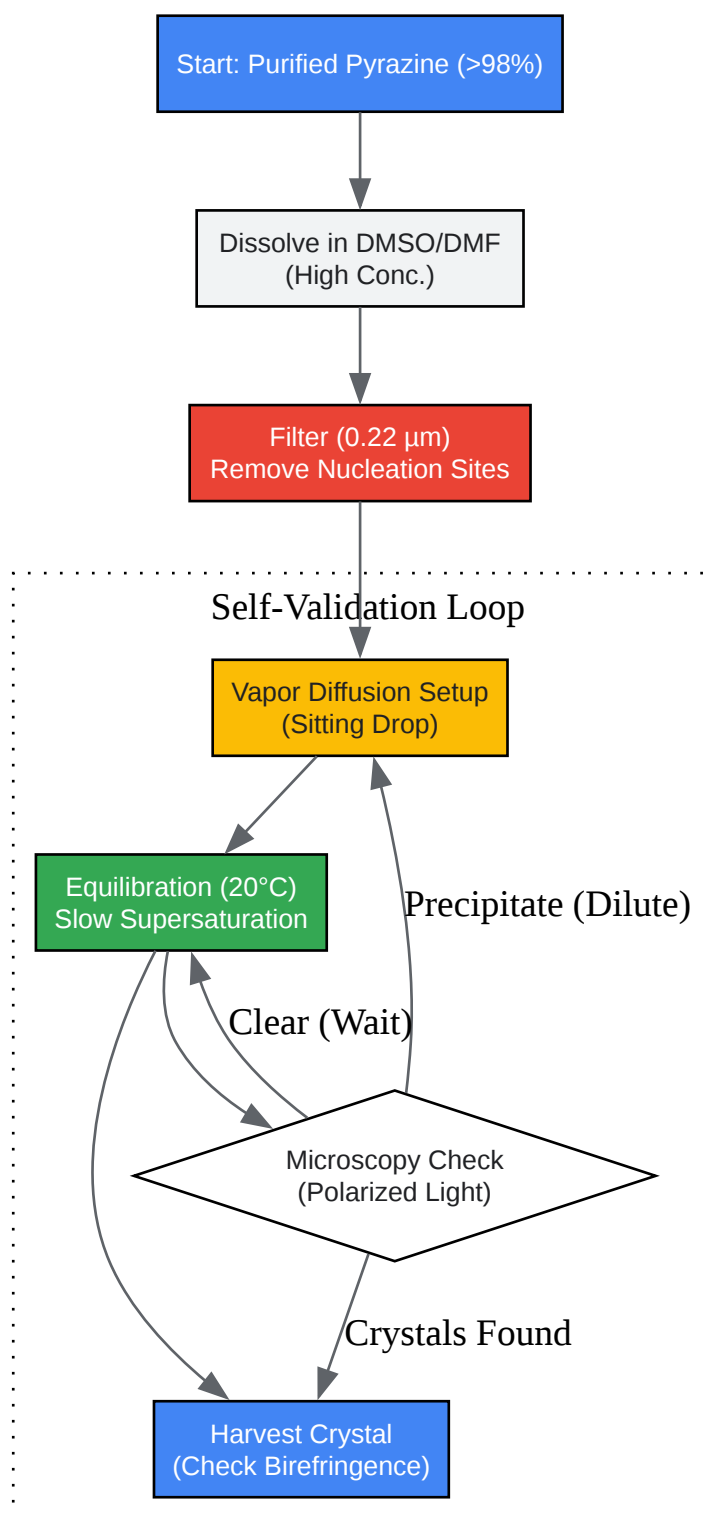 Start: Purified Pyrazine (>98%)
Dissolve in DMSO/DMF
(High Conc.)
Filter (0.22 µm)
Remove Nucleation Sites
Self-Validation Loop
Vapor Diffusion Setup
(Sitting Drop)
Equilibration (20°C)
Slow Supersaturation
Precipitate (Dilute)
Clear (Wait)
Microscopy Check
(Polarized Light)
Crystals Found
Harvest Crystal
(Check Birefringence)